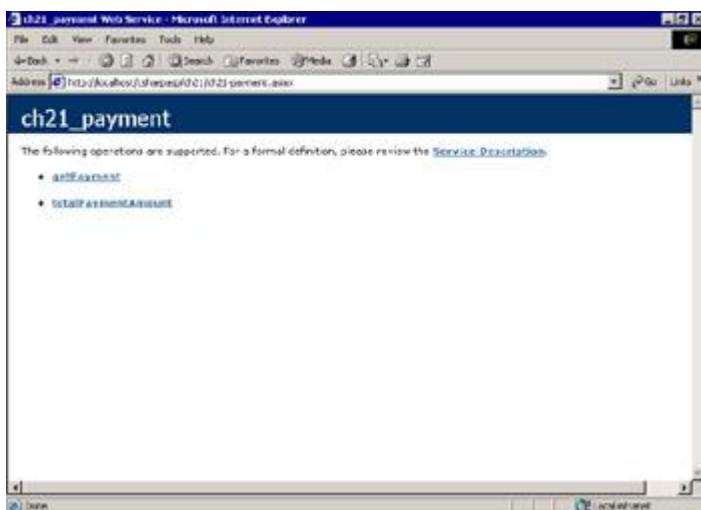 ch21_payment Web Service - Microsoft Internet Explorer
File Edit View Favorites Tools Help
Back Search Favorites Media
Address Go Links
ch21_payment
The following operations are supported. For a formal definition, please review the Service Description.
getPayment
totalPaymentAmount
Done Local intranet